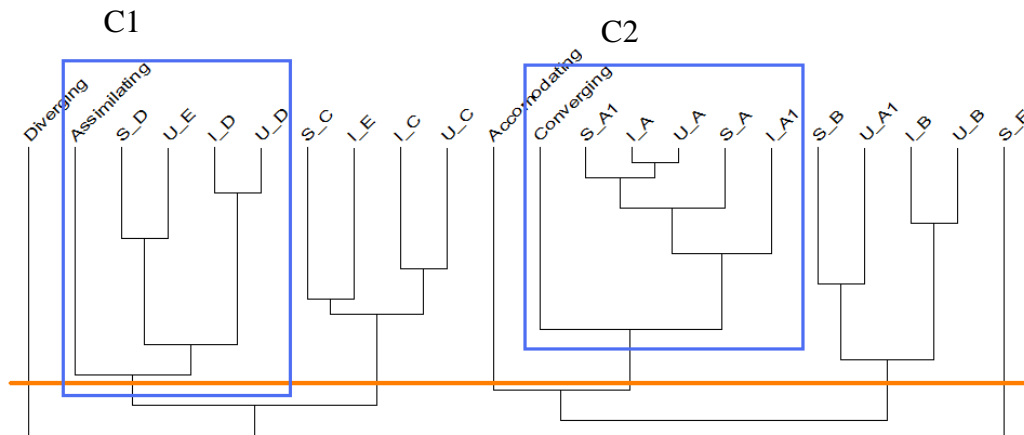 C1
C2
Diverging
Assimilating
S_D
U_E
I_D
U_D
S_C
I_E
I_C
U_C
Accomodating
Converging
S_A1
I_A
U_A
S_A
I_A1
S_B
U_A1
I_B
U_B